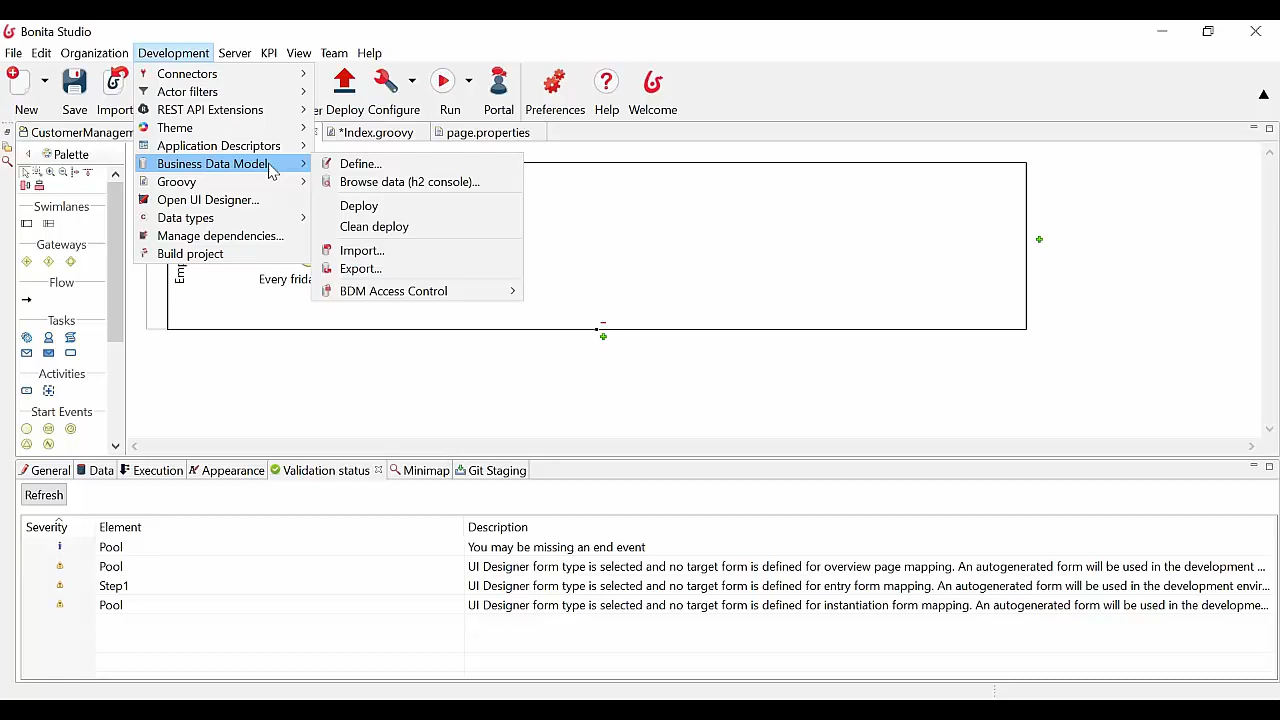 Bonita Studio
File Edit Organization Development Server KPI View Team Help
New Save Import er Deploy Configure Run Portal Preferences Help Welcome
CustomerManagem *Index.groovy page.properties
Palette
Swimlanes
Gateways
Flow
Tasks
Activities
Start Events
Connectors
Actor filters
REST API Extensions
Theme
Application Descriptors
Business Data Model
Groovy
Open UI Designer...
Data types
Manage dependencies...
Build project
Define...
Browse data (h2 console)...
Deploy
Clean deploy
Import...
Export...
BDM Access Control
Emp
Every frida
General Data Execution Appearance Validation status Minimap Git Staging
Refresh
Severity Element Description
Pool You may be missing an end event
Pool UI Designer form type is selected and no target form is defined for overview page mapping. An autogenerated form will be used in the development ...
Step1 UI Designer form type is selected and no target form is defined for entry form mapping. An autogenerated form will be used in the development envir...
Pool UI Designer form type is selected and no target form is defined for instantiation form mapping. An autogenerated form will be used in the developme...